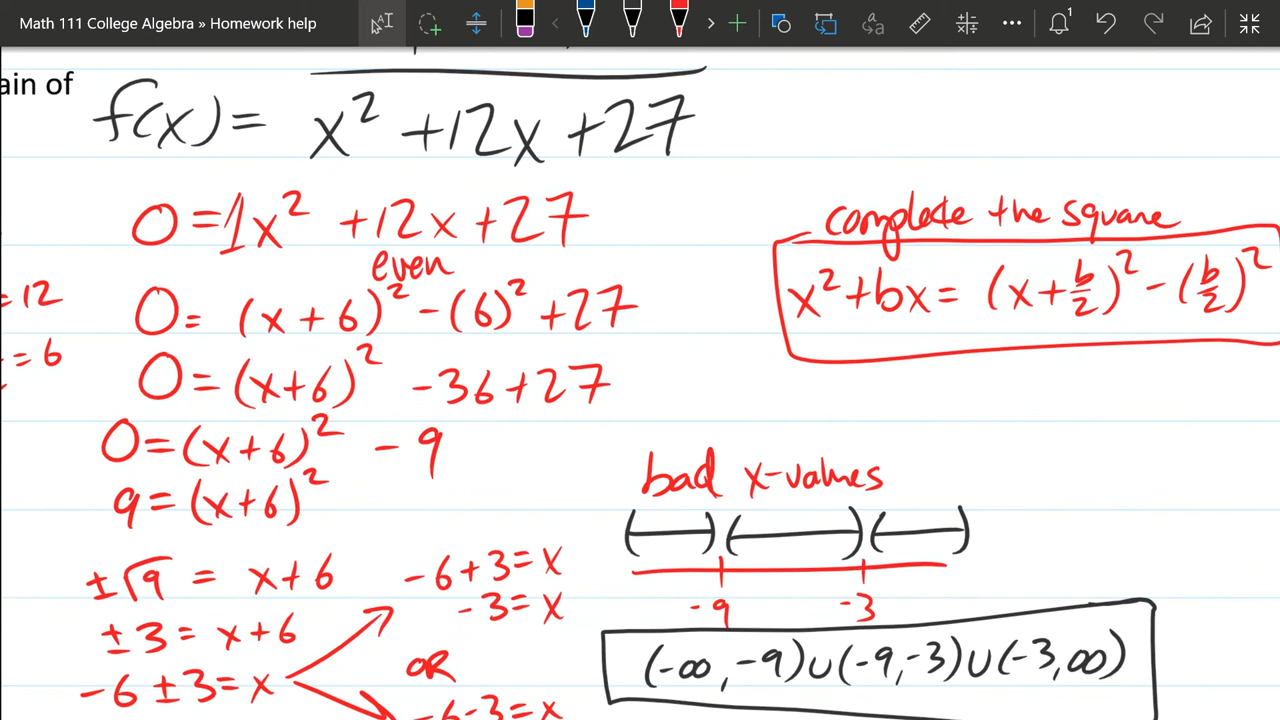 Math 111 College Algebra » Homework help
ain of
f(x) = x² + 12x + 27
0 = 1x² + 12x + 27
even
= 12
0 = (x + 6)² - (6)² + 27
= 6
0 = (x+6)² - 36 + 27
0 = (x+6)² - 9
9 = (x+6)²
±√9 = x+6
±3 = x+6
-6 ± 3 = x
-6+3 = x
-3 = x
OR
-6-3 = x
complete the square
x² + bx = (x + b/2)² - (b/2)²
bad x-values
-9 -3
(-∞, -9) ∪ (-9, -3) ∪ (-3, ∞)